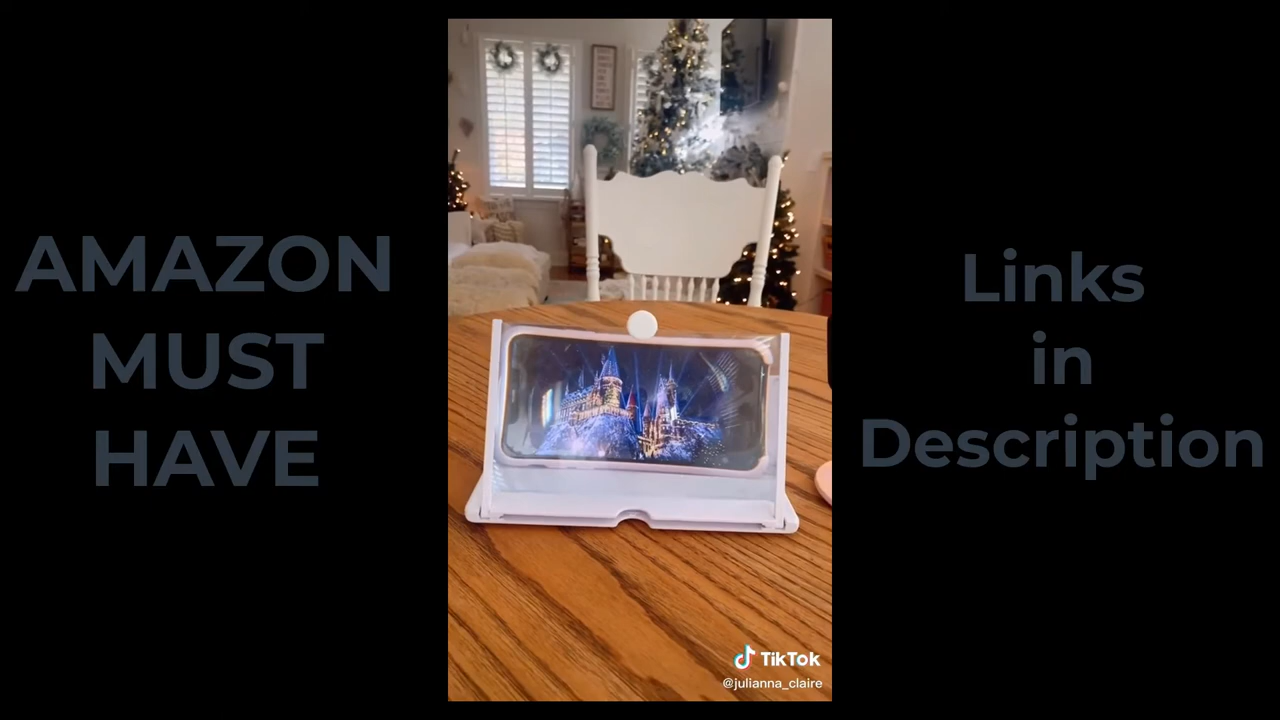 AMAZON
MUST
HAVE
Links
in
Description
TikTok
@julianna_claire